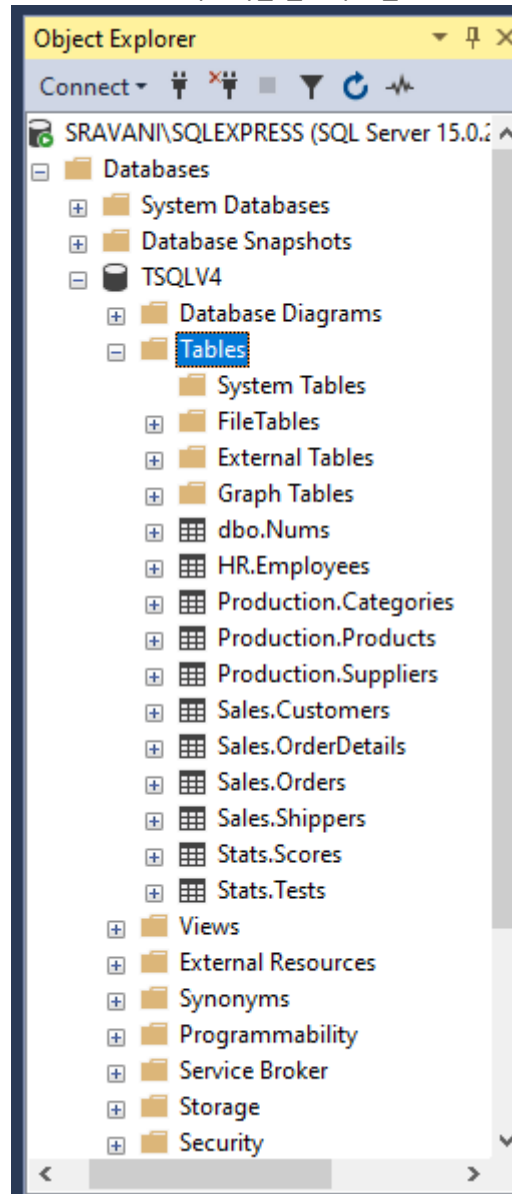 Object Explorer
Connect
SRAVANI\SQLEXPRESS (SQL Server 15.0.2
Databases
System Databases
Database Snapshots
TSQLV4
Database Diagrams
Tables
System Tables
FileTables
External Tables
Graph Tables
dbo.Nums
HR.Employees
Production.Categories
Production.Products
Production.Suppliers
Sales.Customers
Sales.OrderDetails
Sales.Orders
Sales.Shippers
Stats.Scores
Stats.Tests
Views
External Resources
Synonyms
Programmability
Service Broker
Storage
Security